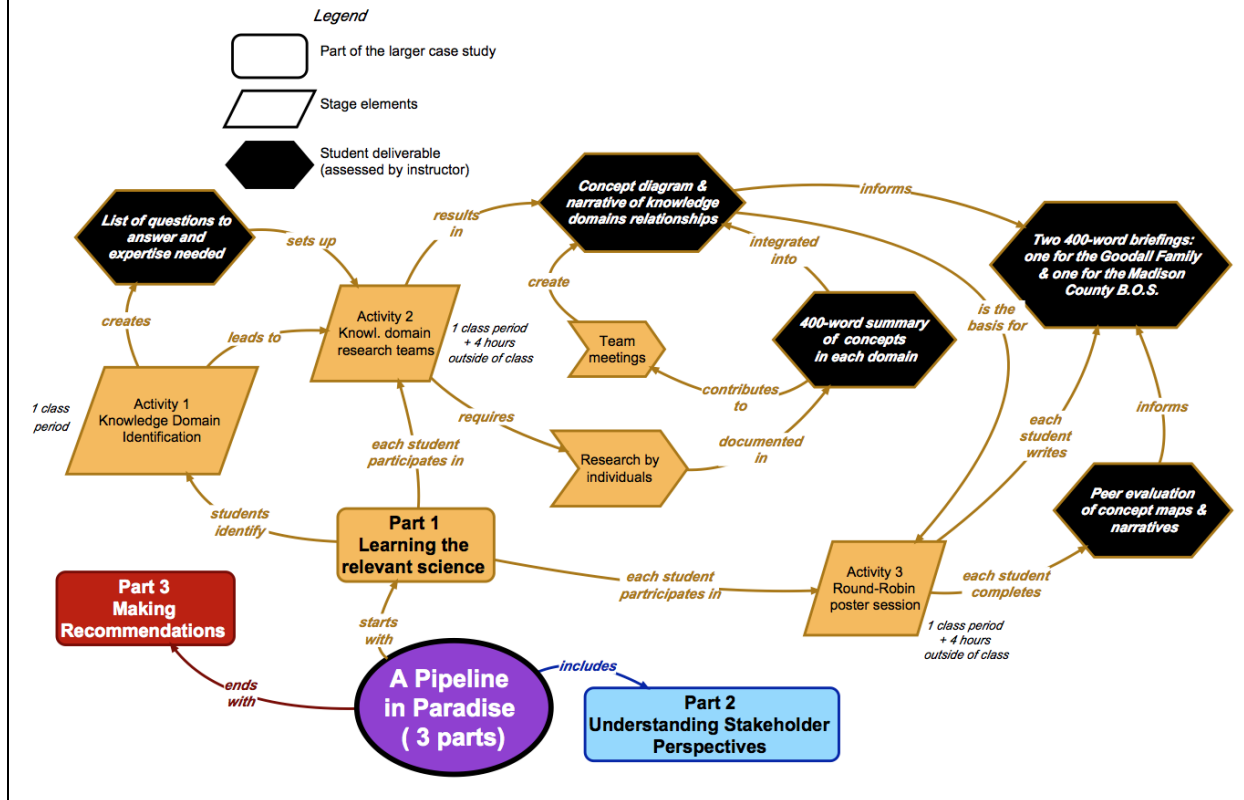 Legend
Part of the larger case study
Stage elements
Student deliverable
(assessed by instructor)
List of questions to
answer and
expertise needed
sets up
results
in
Concept diagram &
narrative of knowledge
domains relationships
informs
Two 400-word briefings:
one for the Goodall Family
& one for the Madison
County B.O.S.
creates
leads to
Activity 2
Knowl. domain
research teams
1 class period
+ 4 hours
outside of class
create
integrated
into
Team
meetings
400-word summary
of concepts
in each domain
is the
basis for
1 class
period
Activity 1
Knowledge Domain
Identification
each student
participates in
requires
contributes
to
documented
in
Research by
individuals
each
student
writes
informs
Peer evaluation
of concept maps &
narratives
students
identify
Part 1
Learning the
relevant science
each student
partricipates in
Activity 3
Round-Robin
poster session
each student
completes
1 class period
+ 4 hours
outside of class
Part 3
Making
Recommendations
starts
with
ends
with
A Pipeline
in Paradise
( 3 parts)
includes
Part 2
Understanding Stakeholder
Perspectives